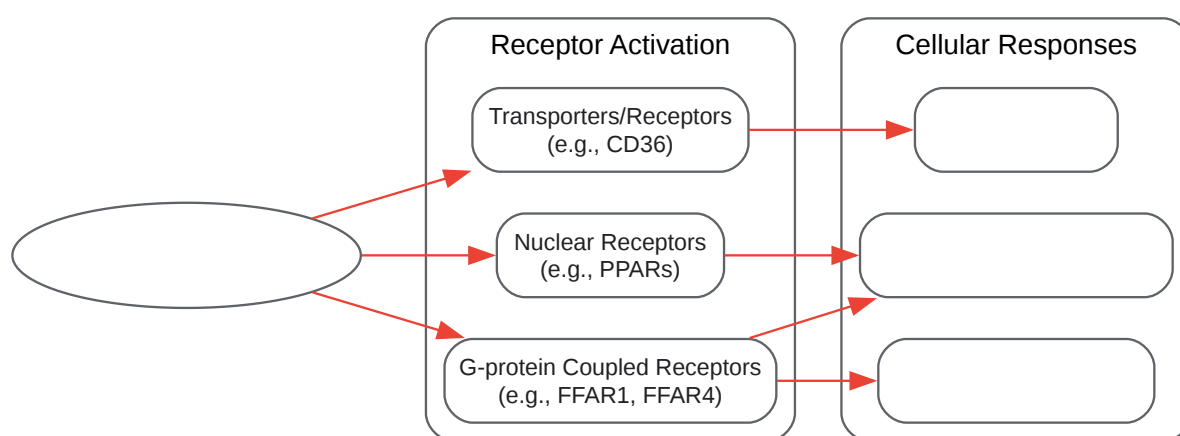 Receptor Activation
Cellular Responses
Transporters/Receptors
(e.g., CD36)
Nuclear Receptors
(e.g., PPARs)
G-protein Coupled Receptors
(e.g., FFAR1, FFAR4)